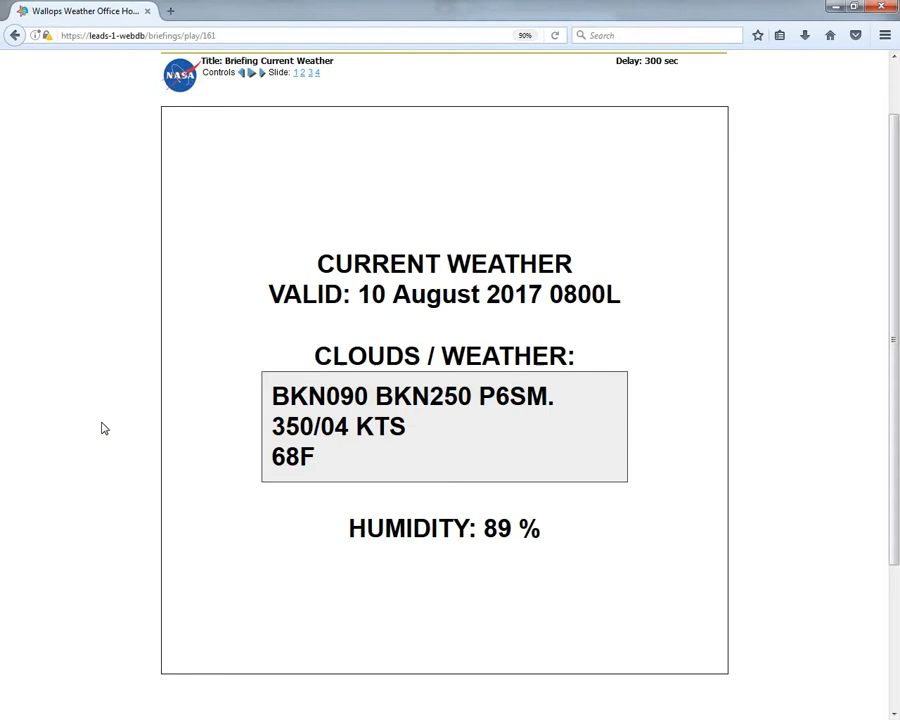 Wallops Weather Office Ho...
https://leads-1-webdb/briefings/play/161
90%
Search
NASA
Title: Briefing Current Weather
Delay: 300 sec
Controls Slide: 1 2 3 4
CURRENT WEATHER
VALID: 10 August 2017 0800L
CLOUDS / WEATHER:
BKN090 BKN250 P6SM.
350/04 KTS
68F
HUMIDITY: 89 %